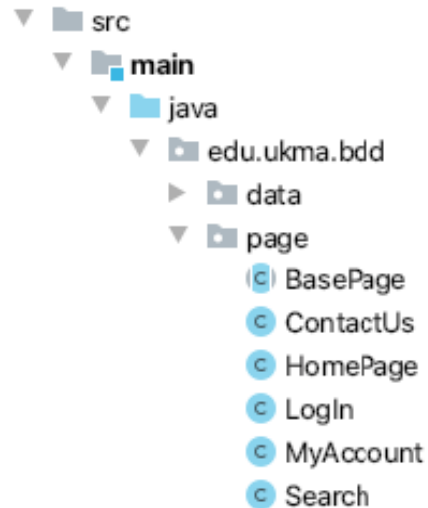 src
main
java
edu.ukma.bdd
data
page
C BasePage
C ContactUs
C HomePage
C LogIn
C MyAccount
C Search